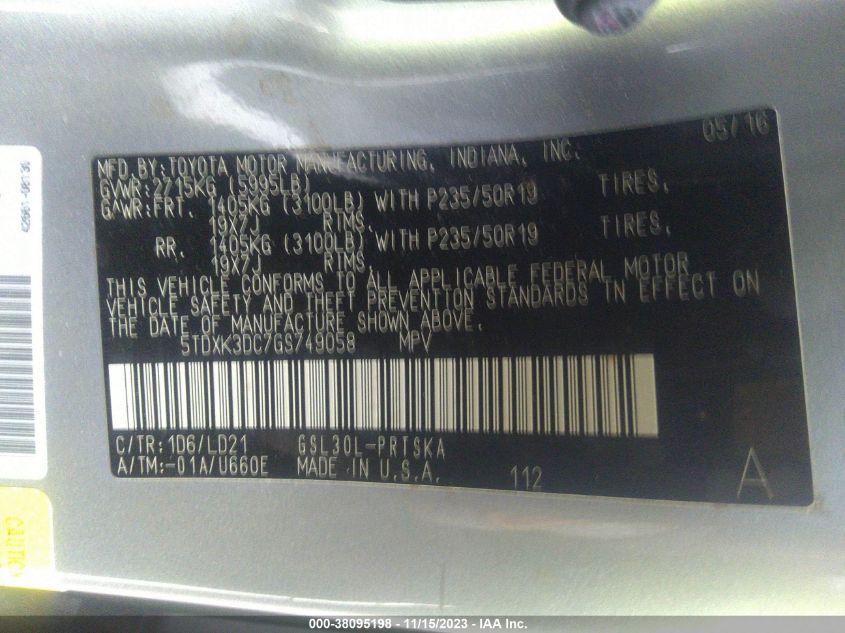 05/16
MFD. BY: TOYOTA MOTOR MANUFACTURING, INDIANA, INC.
GVWR: 2715KG (5995LB)
GAWR: FRT. 1405KG (3100LB) WITH P235/50R19 TIRES,
19X7J RIMS,
RR. 1405KG (3100LB) WITH P235/50R19 TIRES,
19X7J RIMS.
THIS VEHICLE CONFORMS TO ALL APPLICABLE FEDERAL MOTOR
VEHICLE SAFETY AND THEFT PREVENTION STANDARDS IN EFFECT ON
THE DATE OF MANUFACTURE SHOWN ABOVE.
5TDXK3DC7GS749058 MPV
C/TR: 1D6/LD21 GSL30L-PRTSKA
A/TM: -01A/U660E MADE IN U.S.A.
112
A
CAUTIO
000-38095198 - 11/15/2023 - IAA Inc.